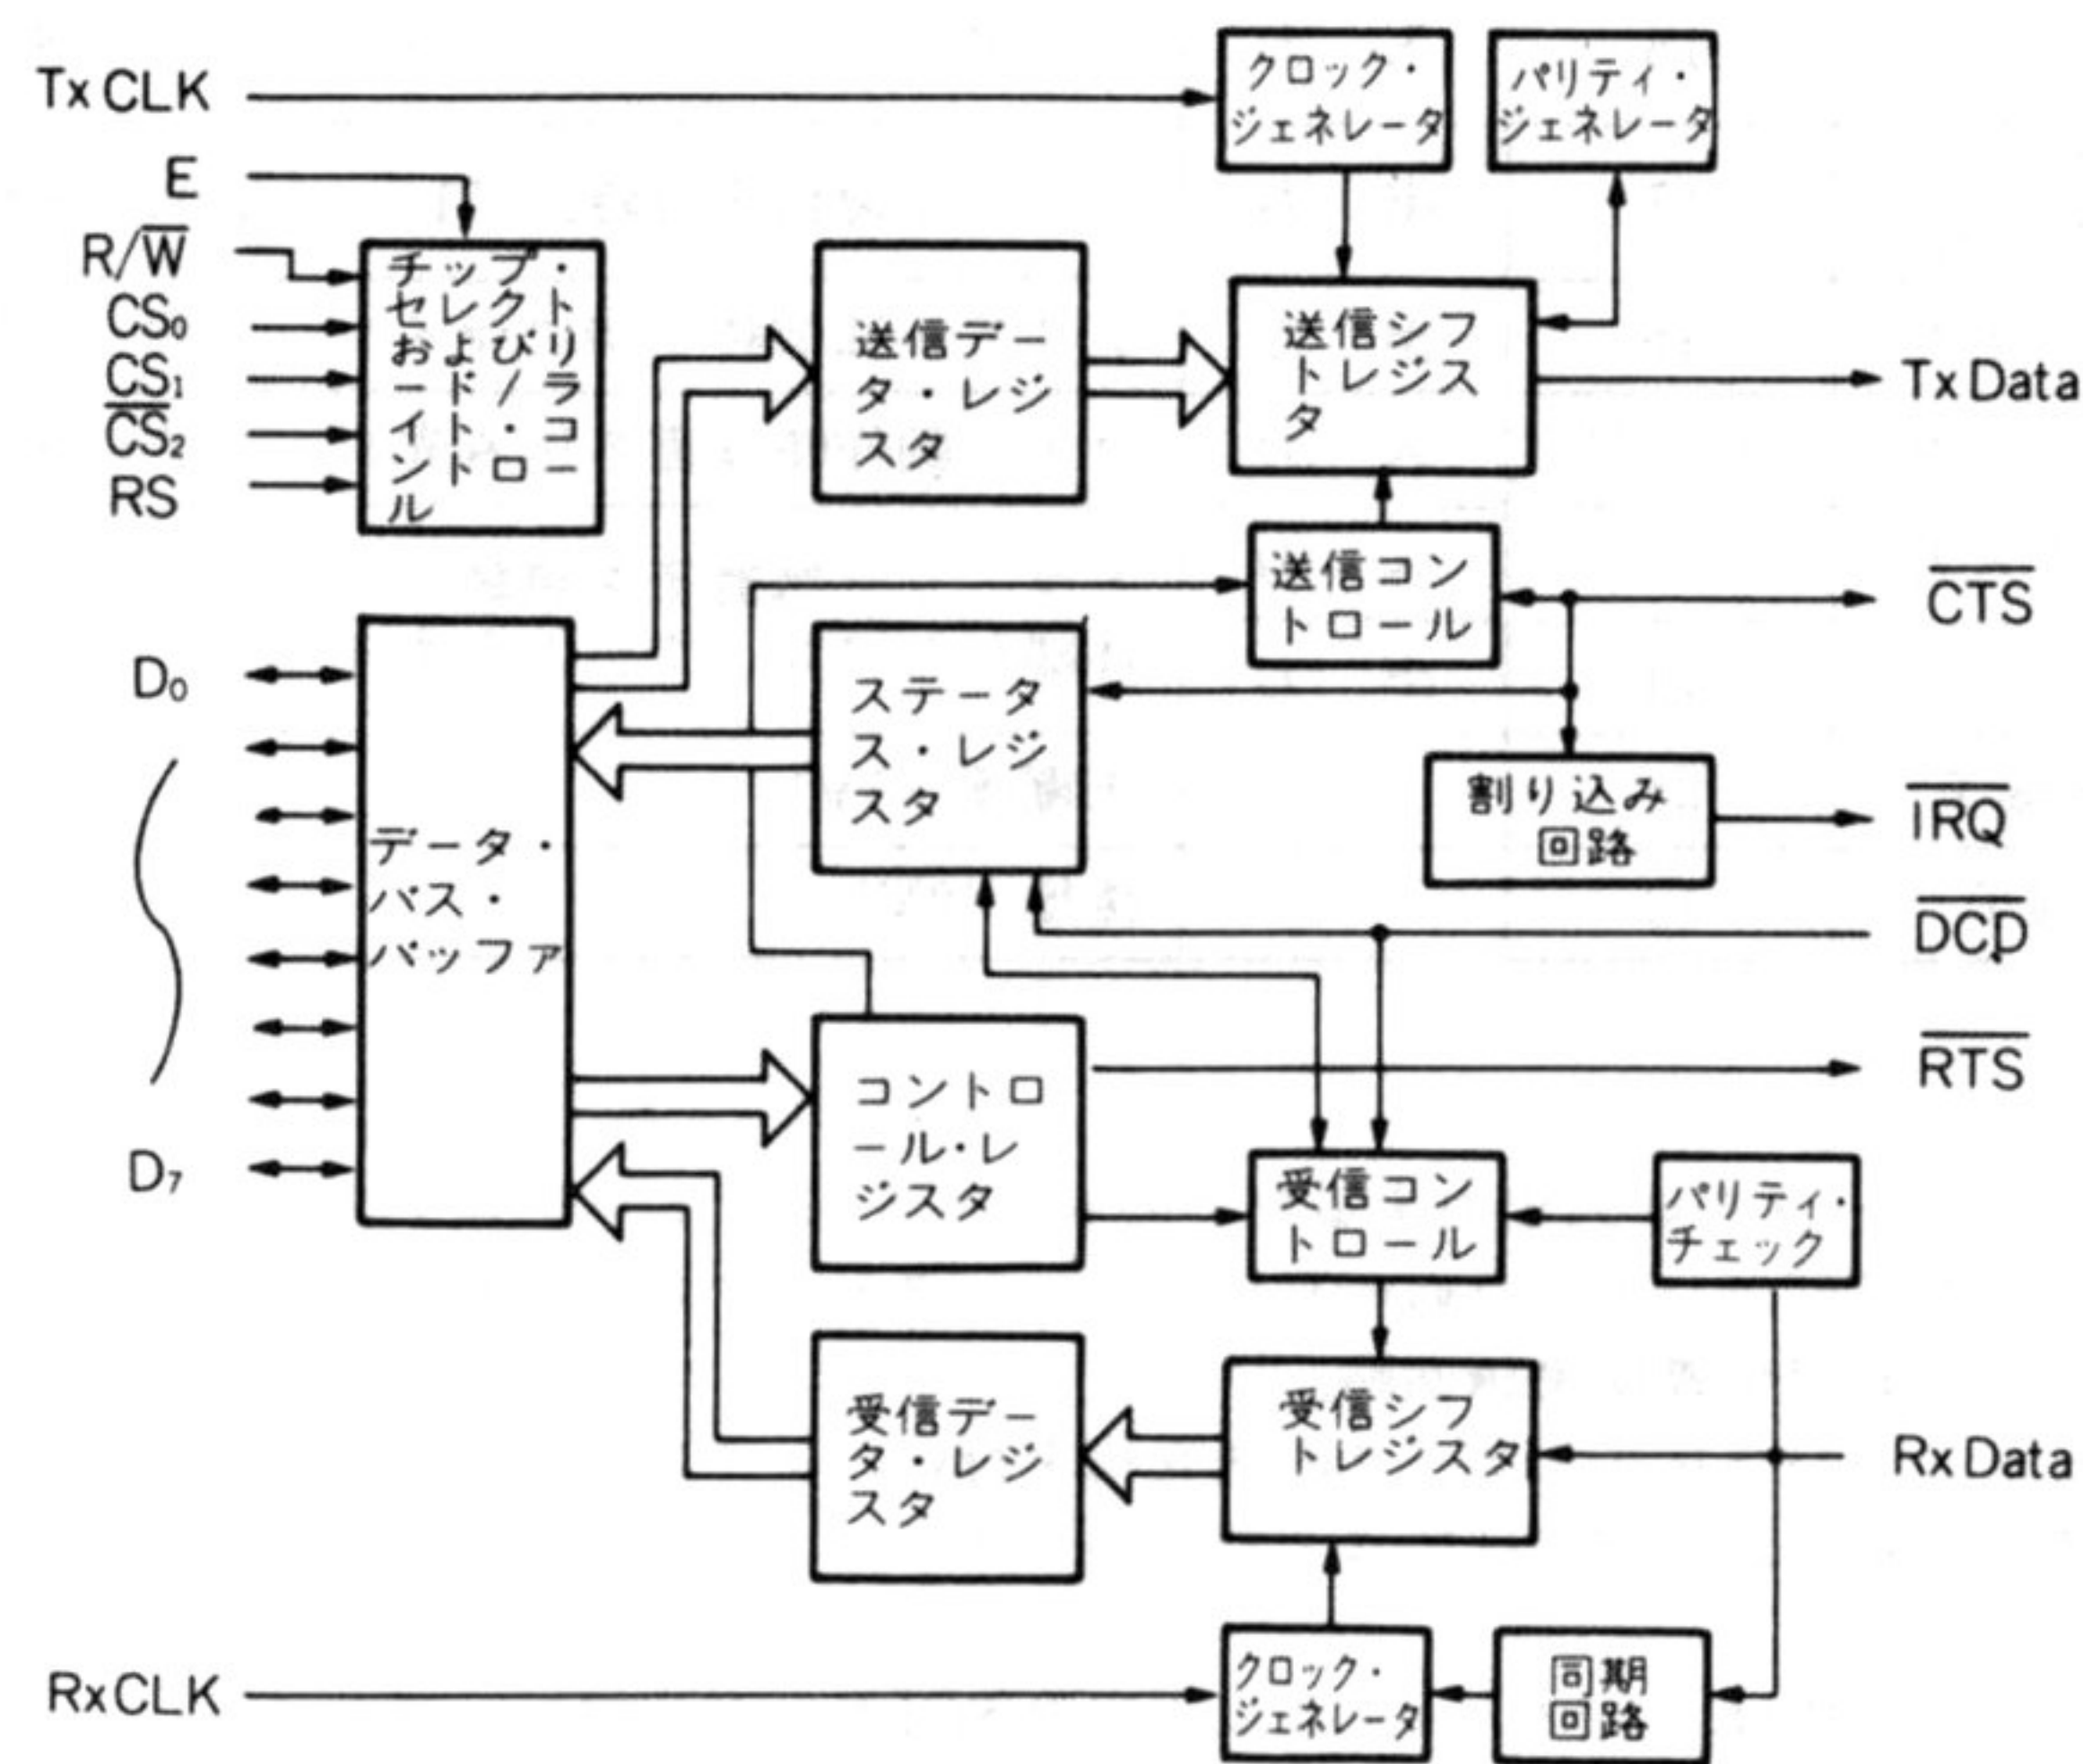 Tx CLK
E
R/W̅
CS₀
CS₁
C̅S̅₂
RS
チップ・
セレクト
およびリ
ード/ラ
イト・コ
ントロー
ル
クロック・
ジェネレータ
パリティ・
ジェネレータ
送信デー
タ・レジ
スタ
送信シフ
トレジス
タ
Tx Data
送信コン
トロール
C̅T̅S̅
D₀
D₇
データ・
バス・
バッファ
ステータ
ス・レジ
スタ
割り込み
回路
I̅R̅Q̅
D̅C̅D̅
R̅T̅S̅
コントロ
ール・レ
ジスタ
受信コン
トロール
パリティ・
チェック
受信デー
タ・レジ
スタ
受信シフ
トレジスタ
Rx Data
Rx CLK
クロック・
ジェネレータ
同期
回路